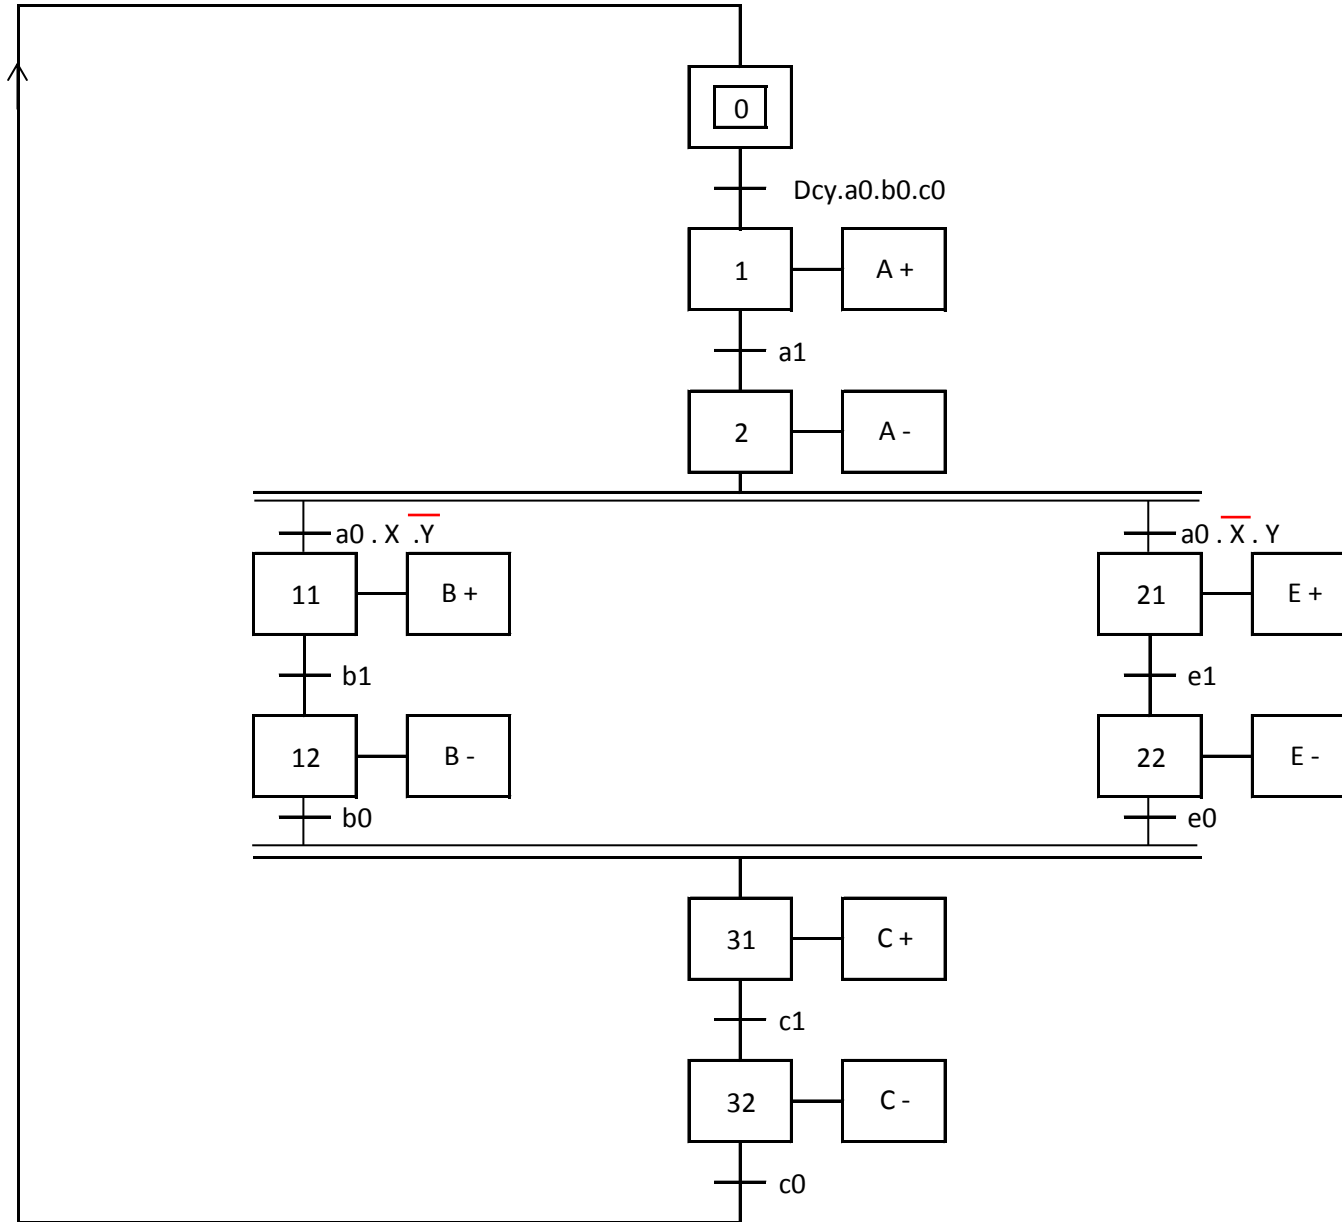 0
Dcy.a0.b0.c0
1 A +
a1
2 A -
a0 . X .Y̅ a0 . X̅ . Y
11 B + 21 E +
b1 e1
12 B - 22 E -
b0 e0
31 C +
c1
32 C -
c0